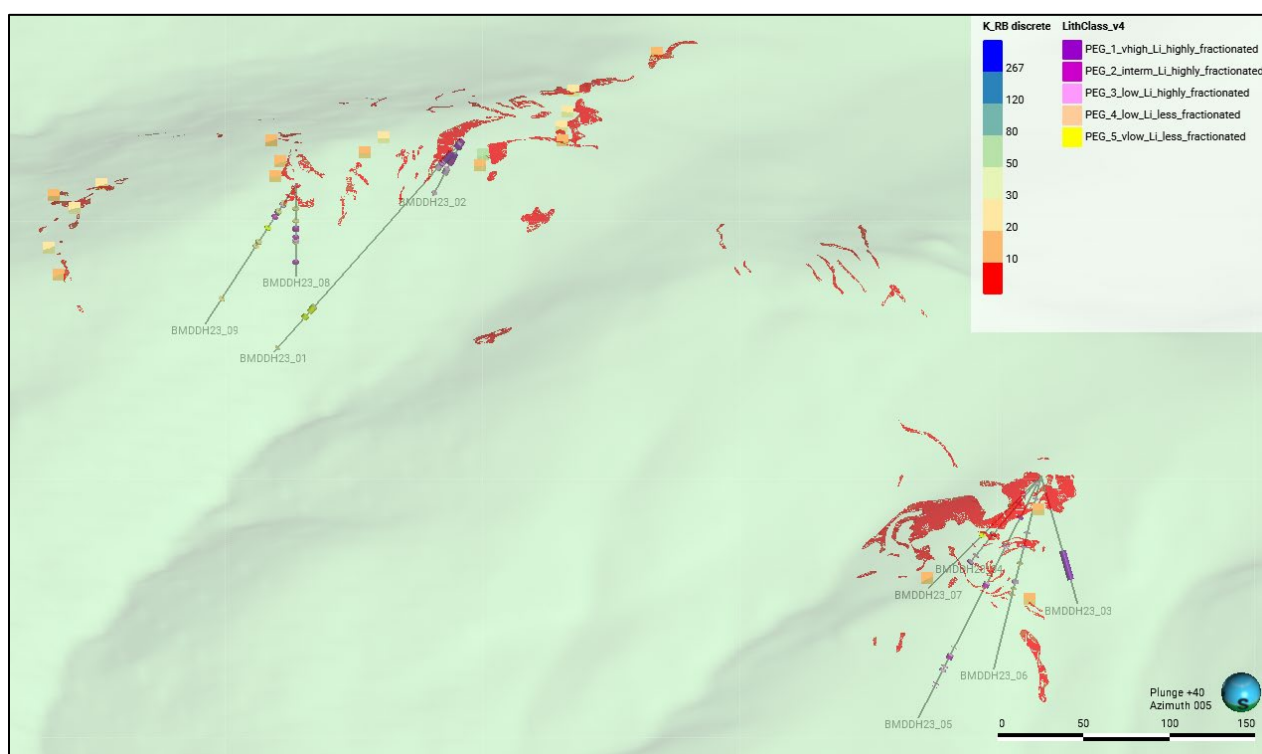 K_RB discrete
267
120
80
50
30
20
10
LithClass_v4
PEG_1_vhigh_Li_highly_fractionated
PEG_2_interm_Li_highly_fractionated
PEG_3_low_Li_highly_fractionated
PEG_4_low_Li_less_fractionated
PEG_5_vlow_Li_less_fractionated
BMDDH23_02
BMDDH23_08
BMDDH23_09
BMDDH23_01
BMDDH23_04
BMDDH23_07
BMDDH23_03
BMDDH23_06
BMDDH23_05
Plunge +40
Azimuth 005
S
0 50 100 150